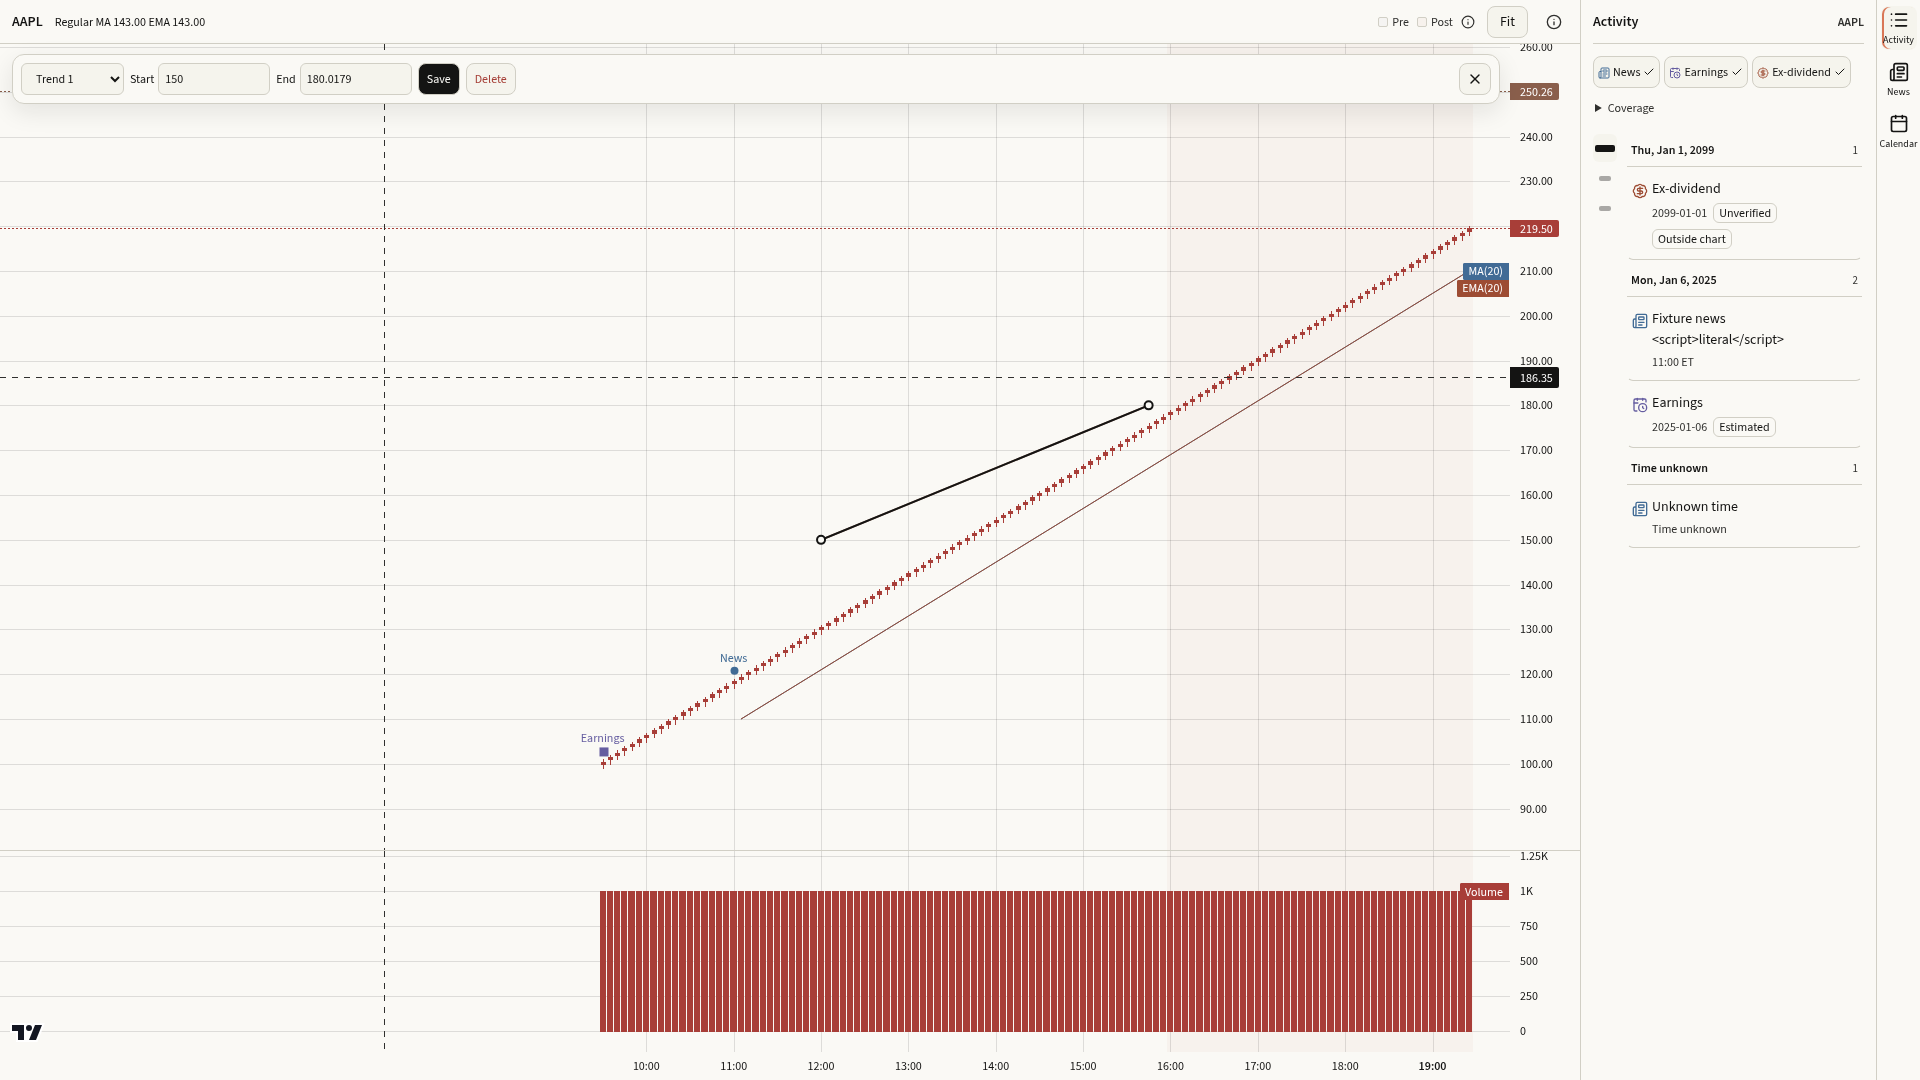 AAPL Regular MA 143.00 EMA 143.00
Pre Post Fit
Trend 1 Start 150 End 180.0179 Save Delete
260.00
250.26
240.00
230.00
219.50
210.00
MA(20)
EMA(20)
200.00
190.00
186.35
180.00
170.00
160.00
150.00
140.00
130.00
120.00
110.00
100.00
90.00
News
Earnings
1.25K
Volume
1K
750
500
250
0
10:00 11:00 12:00 13:00 14:00 15:00 16:00 17:00 18:00 19:00
Activity AAPL
News Earnings Ex-dividend
Coverage
Thu, Jan 1, 2099 1
Ex-dividend
2099-01-01 Unverified
Outside chart
Mon, Jan 6, 2025 2
Fixture news
<script>literal</script>
11:00 ET
Earnings
2025-01-06 Estimated
Time unknown 1
Unknown time
Time unknown
Activity
News
Calendar